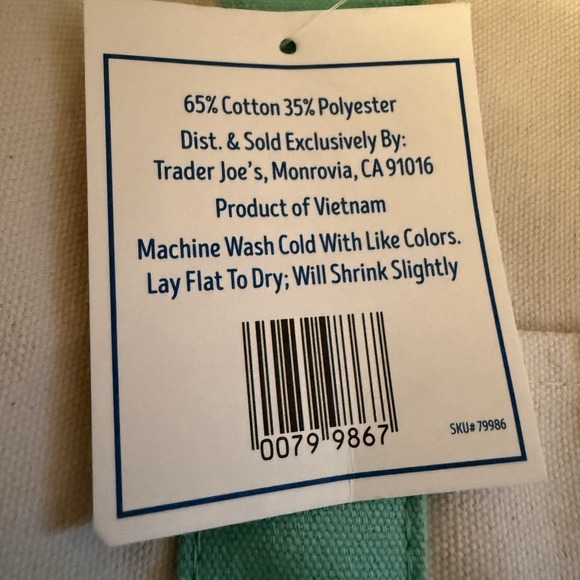 65% Cotton 35% Polyester
Dist. & Sold Exclusively By:
Trader Joe's, Monrovia, CA 91016
Product of Vietnam
Machine Wash Cold With Like Colors.
Lay Flat To Dry; Will Shrink Slightly
0079 9867
SKU# 79986